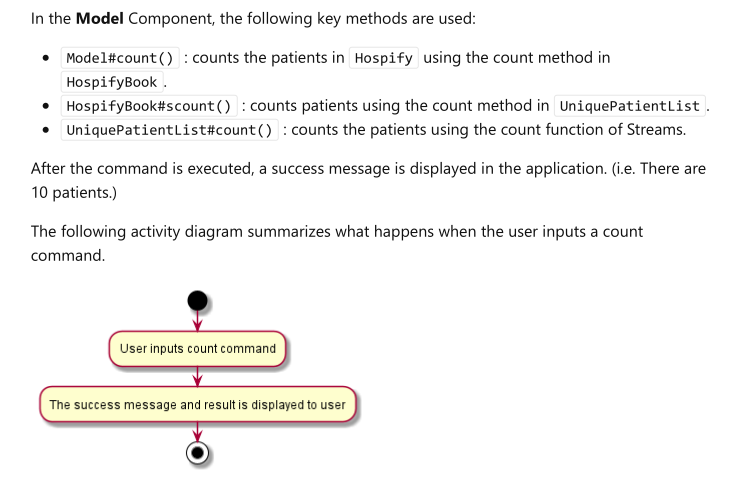 In the Model Component, the following key methods are used:
Model#count() : counts the patients in Hospify using the count method in
HospifyBook .
HospifyBook#scount() : counts patients using the count method in UniquePatientList .
UniquePatientList#count() : counts the patients using the count function of Streams.
After the command is executed, a success message is displayed in the application. (i.e. There are
10 patients.)
The following activity diagram summarizes what happens when the user inputs a count
command.
User inputs count command
The success message and result is displayed to user